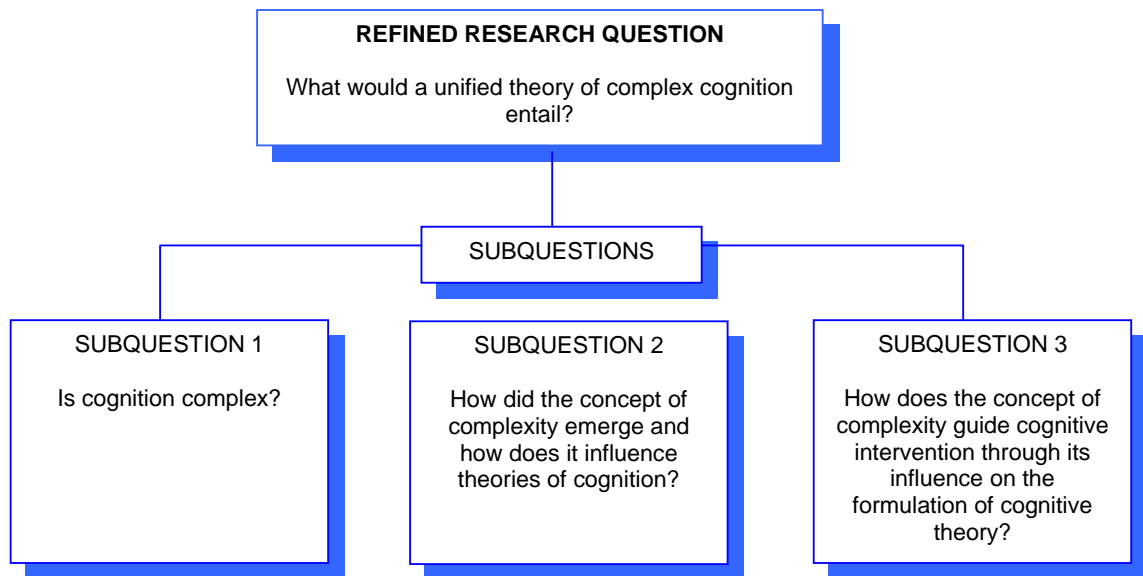 REFINED RESEARCH QUESTION
What would a unified theory of complex cognition
entail?
SUBQUESTIONS
SUBQUESTION 1
Is cognition complex?
SUBQUESTION 2
How did the concept of
complexity emerge and
how does it influence
theories of cognition?
SUBQUESTION 3
How does the concept of
complexity guide cognitive
intervention through its
influence on the
formulation of cognitive
theory?